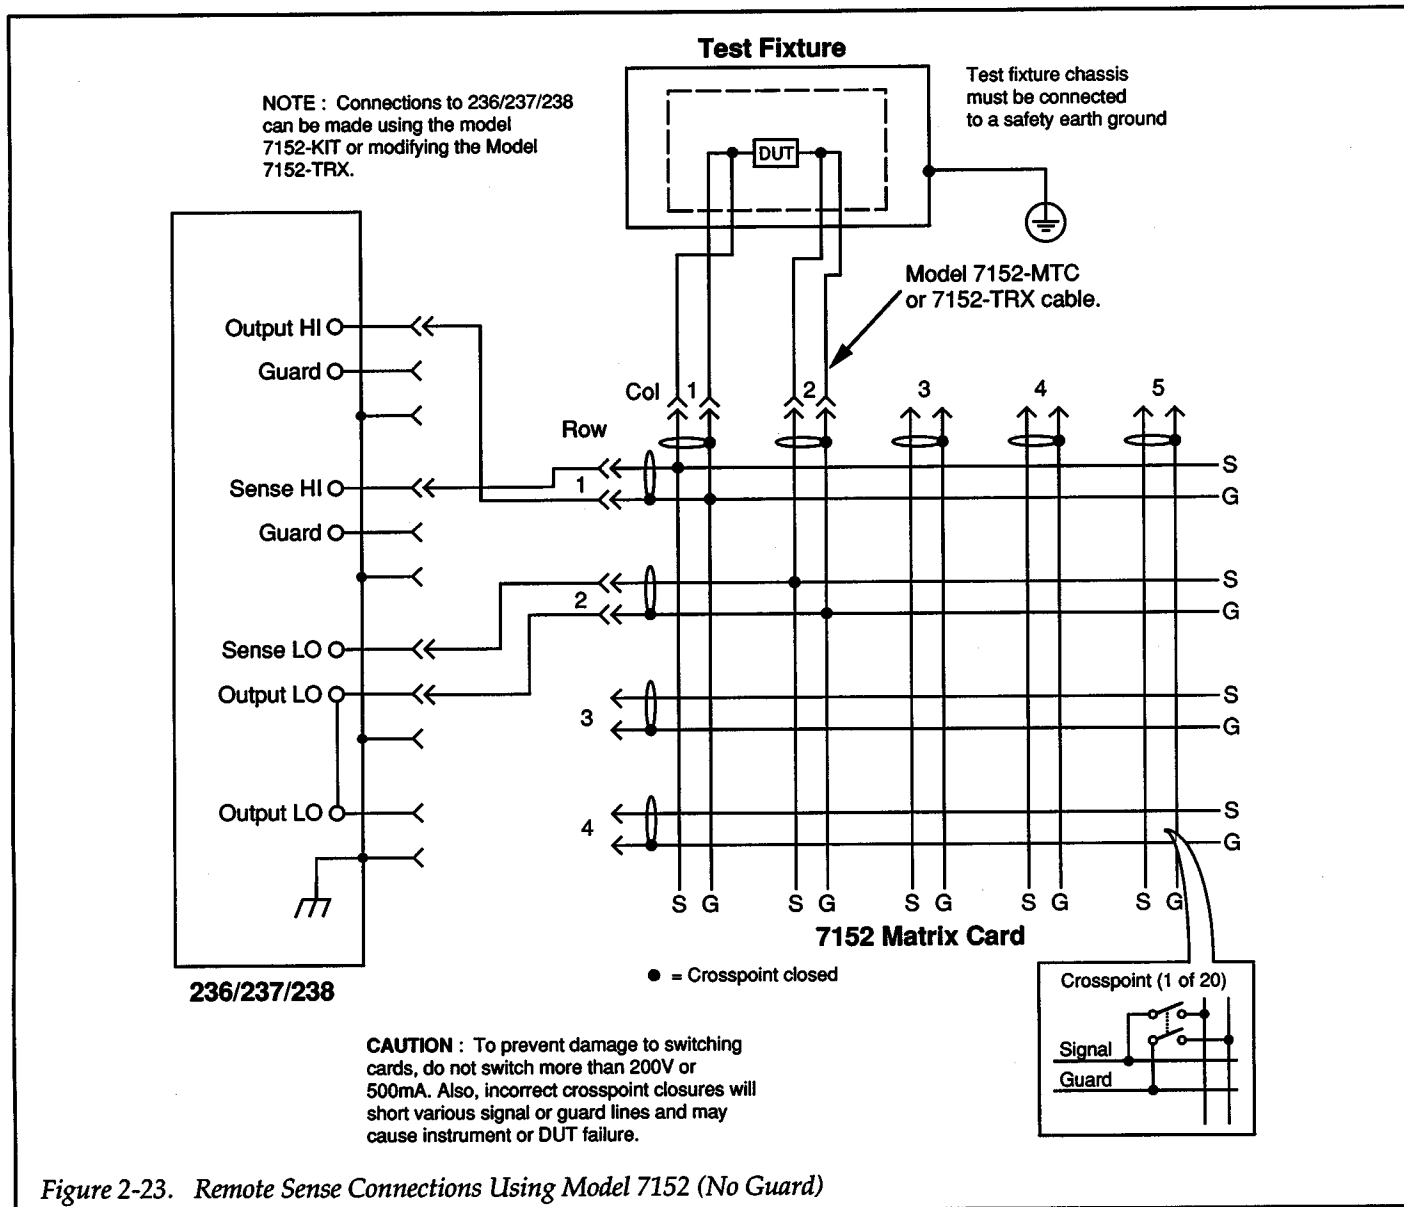 Test Fixture
NOTE : Connections to 236/237/238
can be made using the model
7152-KIT or modifying the Model
7152-TRX.
Test fixture chassis
must be connected
to a safety earth ground
DUT
Model 7152-MTC
or 7152-TRX cable.
Output HI
Guard
Sense HI
Guard
Sense LO
Output LO
Output LO
236/237/238
Col 1 2 3 4 5
Row
1
S
G
2
S
G
3
S
G
4
S
G
S G S G S G S G S G
7152 Matrix Card
= Crosspoint closed
Crosspoint (1 of 20)
Signal
Guard
CAUTION : To prevent damage to switching
cards, do not switch more than 200V or
500mA. Also, incorrect crosspoint closures will
short various signal or guard lines and may
cause instrument or DUT failure.
Figure 2-23. Remote Sense Connections Using Model 7152 (No Guard)